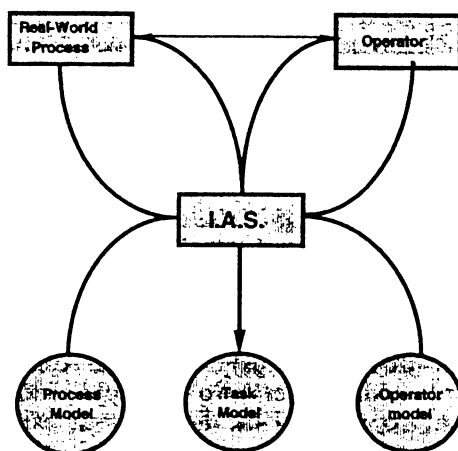 Real-World
Process
Operator
I.A.S.
Process
Model
Task
Model
Operator
model